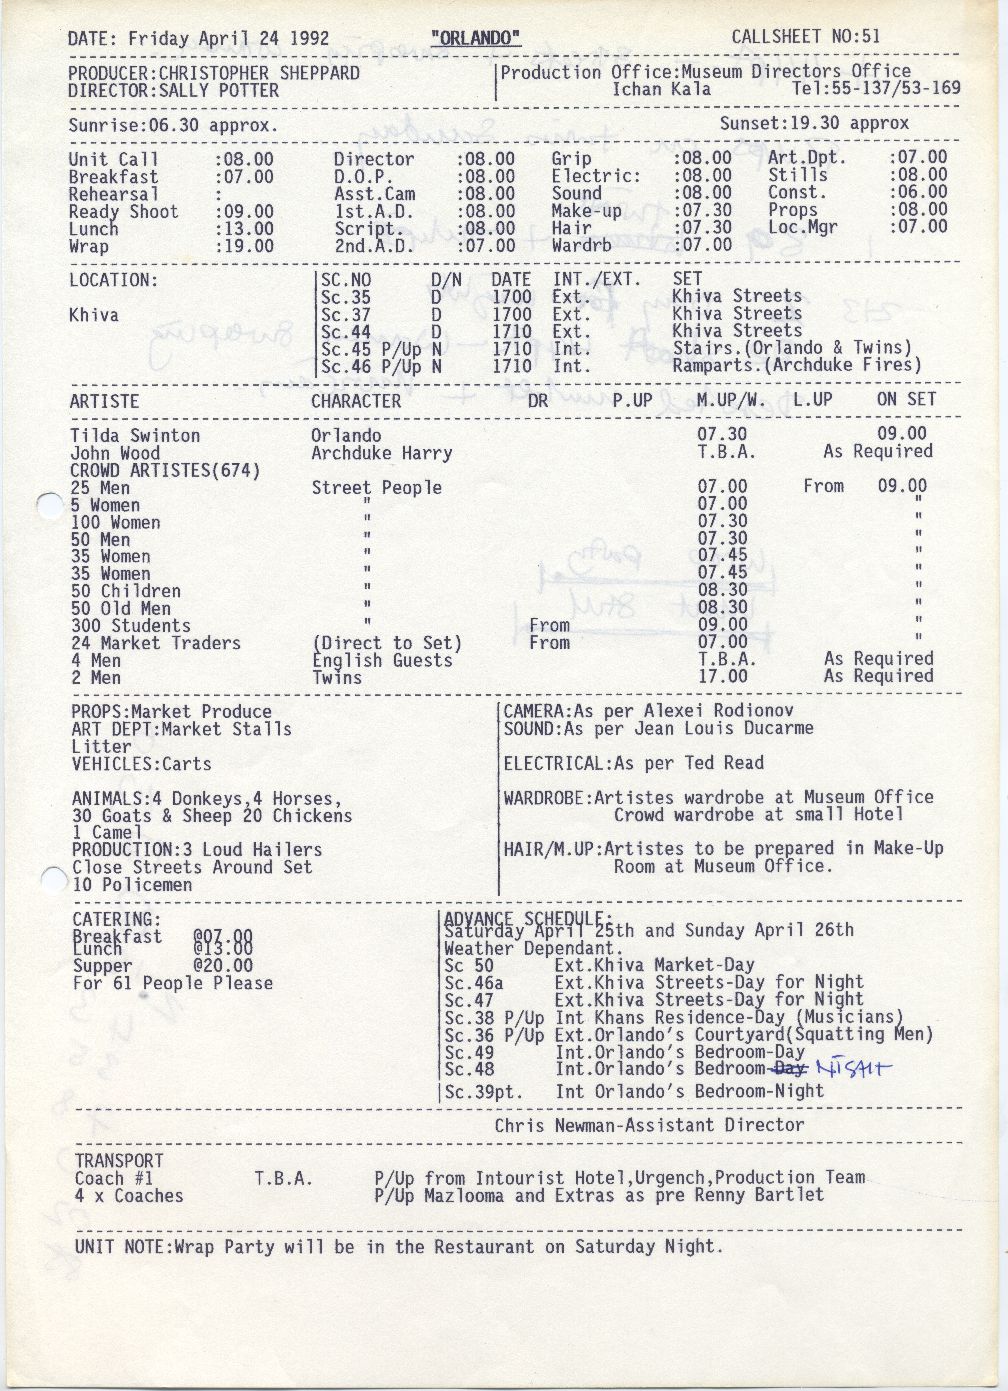 DATE: Friday April 24 1992 "ORLANDO" CALLSHEET NO:51
PRODUCER:CHRISTOPHER SHEPPARD Production Office:Museum Directors Office
DIRECTOR:SALLY POTTER Ichan Kala Tel:55-137/53-169
Sunrise:06.30 approx. Sunset:19.30 approx
Unit Call :08.00 Director :08.00 Grip :08.00 Art.Dpt. :07.00
Breakfast :07.00 D.O.P. :08.00 Electric: :08.00 Stills :08.00
Rehearsal : Asst.Cam :08.00 Sound :08.00 Const. :06.00
Ready Shoot :09.00 1st.A.D. :08.00 Make-up :07.30 Props :08.00
Lunch :13.00 Script. :08.00 Hair :07.30 Loc.Mgr :07.00
Wrap :19.00 2nd.A.D. :07.00 Wardrb :07.00
LOCATION: SC.NO D/N DATE INT./EXT. SET
Sc.35 D 1700 Ext. Khiva Streets
Khiva Sc.37 D 1700 Ext. Khiva Streets
Sc.44 D 1710 Ext. Khiva Streets
Sc.45 P/Up N 1710 Int. Stairs.(Orlando & Twins)
Sc.46 P/Up N 1710 Int. Ramparts.(Archduke Fires)
ARTISTE CHARACTER DR P.UP M.UP/W. L.UP ON SET
Tilda Swinton Orlando 07.30 09.00
John Wood Archduke Harry T.B.A. As Required
CROWD ARTISTES(674)
25 Men Street People 07.00 From 09.00
5 Women " 07.00 "
100 Women " 07.30 "
50 Men " 07.30 "
35 Women " 07.45 "
35 Women " 07.45 "
50 Children " 08.30 "
50 Old Men " 08.30 "
300 Students " From 09.00 "
24 Market Traders (Direct to Set) From 07.00 "
4 Men English Guests T.B.A. As Required
2 Men Twins 17.00 As Required
PROPS:Market Produce CAMERA:As per Alexei Rodionov
ART DEPT:Market Stalls SOUND:As per Jean Louis Ducarme
Litter
VEHICLES:Carts ELECTRICAL:As per Ted Read
ANIMALS:4 Donkeys,4 Horses, WARDROBE:Artistes wardrobe at Museum Office
30 Goats & Sheep 20 Chickens Crowd wardrobe at small Hotel
1 Camel
PRODUCTION:3 Loud Hailers HAIR/M.UP:Artistes to be prepared in Make-Up
Close Streets Around Set Room at Museum Office.
10 Policemen
CATERING: ADVANCE SCHEDULE:
Breakfast @07.00 Saturday April 25th and Sunday April 26th
Lunch @13.00 Weather Dependant.
Supper @20.00 Sc 50 Ext.Khiva Market-Day
For 61 People Please Sc.46a Ext.Khiva Streets-Day for Night
Sc.47 Ext.Khiva Streets-Day for Night
Sc.38 P/Up Int Khans Residence-Day (Musicians)
Sc.36 P/Up Ext.Orlando's Courtyard(Squatting Men)
Sc.49 Int.Orlando's Bedroom-Day
Sc.48 Int.Orlando's Bedroom-Day NIGHT
Sc.39pt. Int Orlando's Bedroom-Night
Chris Newman-Assistant Director
TRANSPORT
Coach #1 T.B.A. P/Up from Intourist Hotel,Urgench,Production Team
4 x Coaches P/Up Mazlooma and Extras as pre Renny Bartlet
UNIT NOTE:Wrap Party will be in the Restaurant on Saturday Night.